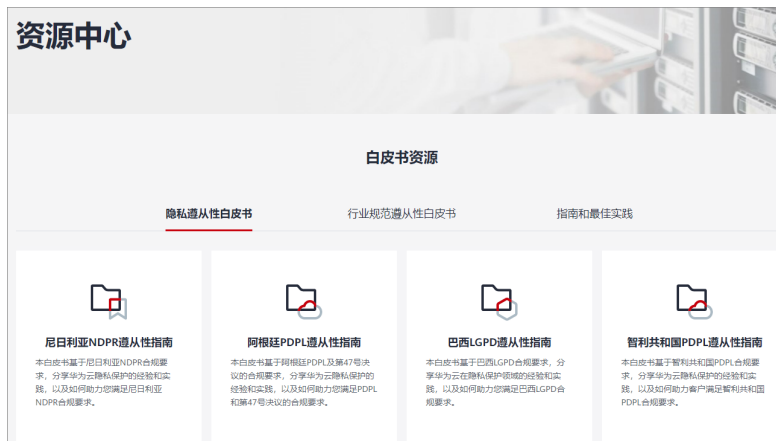 资源中心
白皮书资源
隐私遵从性白皮书
行业规范遵从性白皮书
指南和最佳实践
尼日利亚NDPR遵从性指南
本白皮书基于尼日利亚NDPR合规要
求，分享华为云隐私保护的经验和实
践，以及如何助力您满足尼日利亚
NDPR合规要求。
阿根廷PDPL遵从性指南
本白皮书基于阿根廷PDPL及第47号决
议的合规要求，分享华为云隐私保护的
经验和实践，以及如何助力您满足PDPL
和第47号决议的合规要求。
巴西LGPD遵从性指南
本白皮书基于巴西LGPD合规要求，分
享华为云在隐私保护领域的经验和实
践，以及如何助力您满足巴西LGPD合
规要求。
智利共和国PDPL遵从性指南
本白皮书基于智利共和国PDPL合规要
求，分享华为云隐私保护的经验和实
践，以及如何助力客户满足智利共和国
PDPL合规要求。